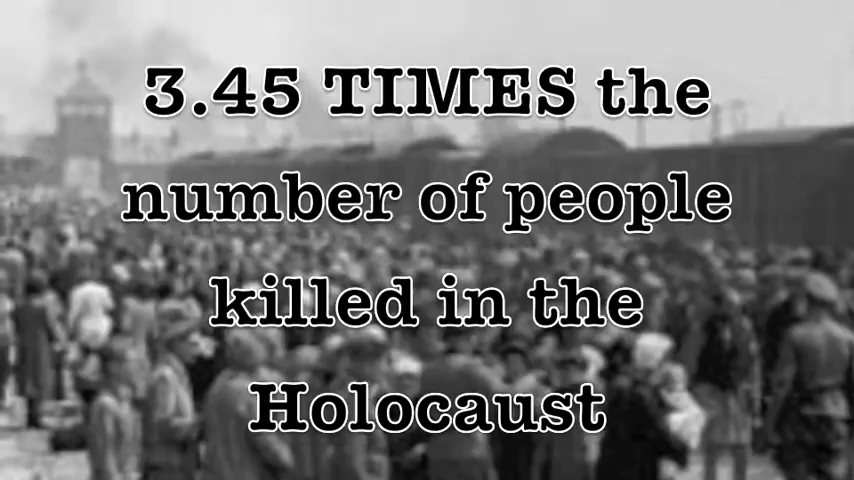 3.45 TIMES the
number of people
killed in the
Holocaust